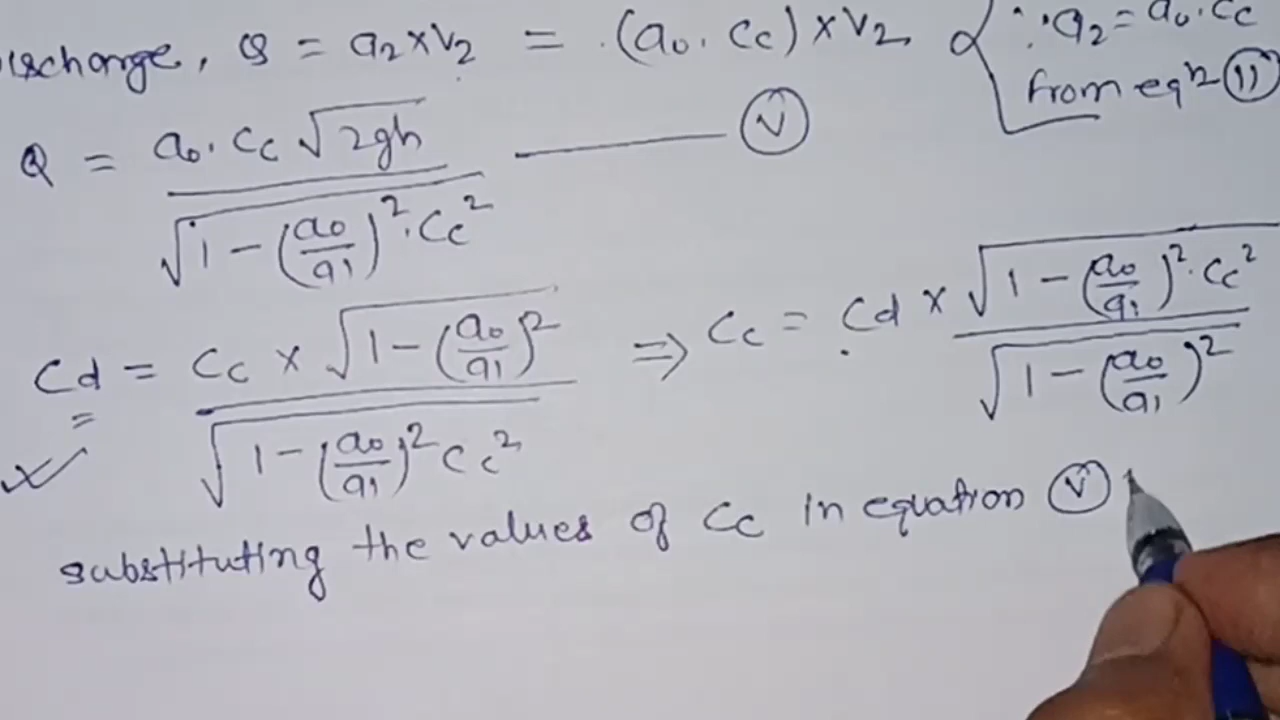 Discharge, Q = a₂×V₂ = (a₀.Cc)×V₂ { ∵ a₂ = a₀.Cc
from eqⁿ (11)
Q = a₀.Cc √2gh / √1-(a₀/a₁)².Cc² ——— (V)
Cd = Cc × √1-(a₀/a₁)² / √1-(a₀/a₁)² Cc² ⇒ Cc = Cd × √1-(a₀/a₁)².Cc² / √1-(a₀/a₁)²
substituting the values of Cc in equation (V)